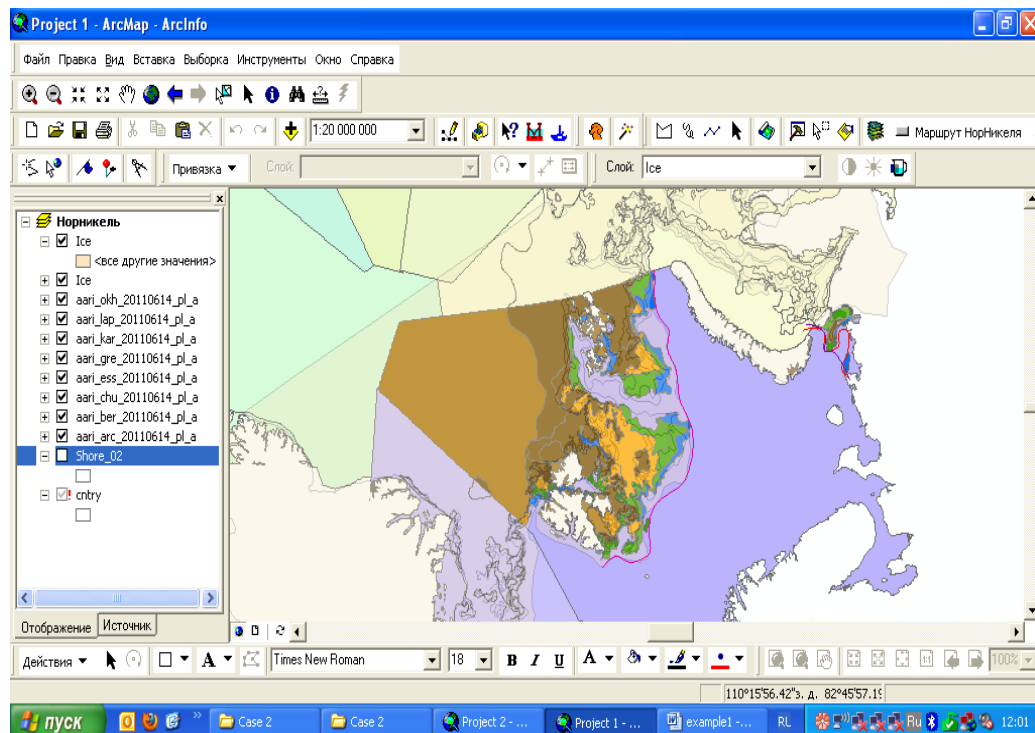 Project 1 - ArcMap - ArcInfo
Файл Правка Вид Вставка Выборка Инструменты Окно Справка
1:20 000 000
Маршрут НорНикеля
Привязка Слой: Слой: Ice
Норникель
Ice
<все другие значения>
Ice
aari_okh_20110614_pl_a
aari_lap_20110614_pl_a
aari_kar_20110614_pl_a
aari_gre_20110614_pl_a
aari_ess_20110614_pl_a
aari_chu_20110614_pl_a
aari_ber_20110614_pl_a
aari_arc_20110614_pl_a
Shore_02
cntry
Отображение Источник
Действия A Times New Roman 18 B I U A 1:1 100%
110°15'56.42"з. д. 82°45'57.19
пуск Case 2 Case 2 Project 2 - ... Project 1 - ... example1 -... RL Ru 12:01